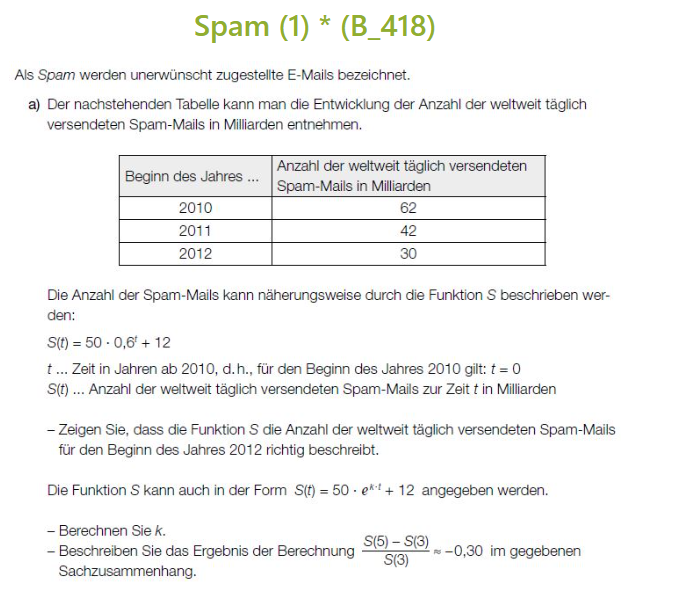 Spam (1) * (B_418)
Als Spam werden unerwünscht zugestellte E-Mails bezeichnet.
a) Der nachstehenden Tabelle kann man die Entwicklung der Anzahl der weltweit täglich
versendeten Spam-Mails in Milliarden entnehmen.
Beginn des Jahres ... Anzahl der weltweit täglich versendeten
Spam-Mails in Milliarden
2010 62
2011 42
2012 30
Die Anzahl der Spam-Mails kann näherungsweise durch die Funktion S beschrieben wer-
den:
S(t) = 50 · 0,6^t + 12
t ... Zeit in Jahren ab 2010, d.h., für den Beginn des Jahres 2010 gilt: t = 0
S(t) ... Anzahl der weltweit täglich versendeten Spam-Mails zur Zeit t in Milliarden
– Zeigen Sie, dass die Funktion S die Anzahl der weltweit täglich versendeten Spam-Mails
für den Beginn des Jahres 2012 richtig beschreibt.
Die Funktion S kann auch in der Form S(t) = 50 · e^(k·t) + 12 angegeben werden.
– Berechnen Sie k.
– Beschreiben Sie das Ergebnis der Berechnung S(5) – S(3) / S(3) ≈ –0,30 im gegebenen
Sachzusammenhang.